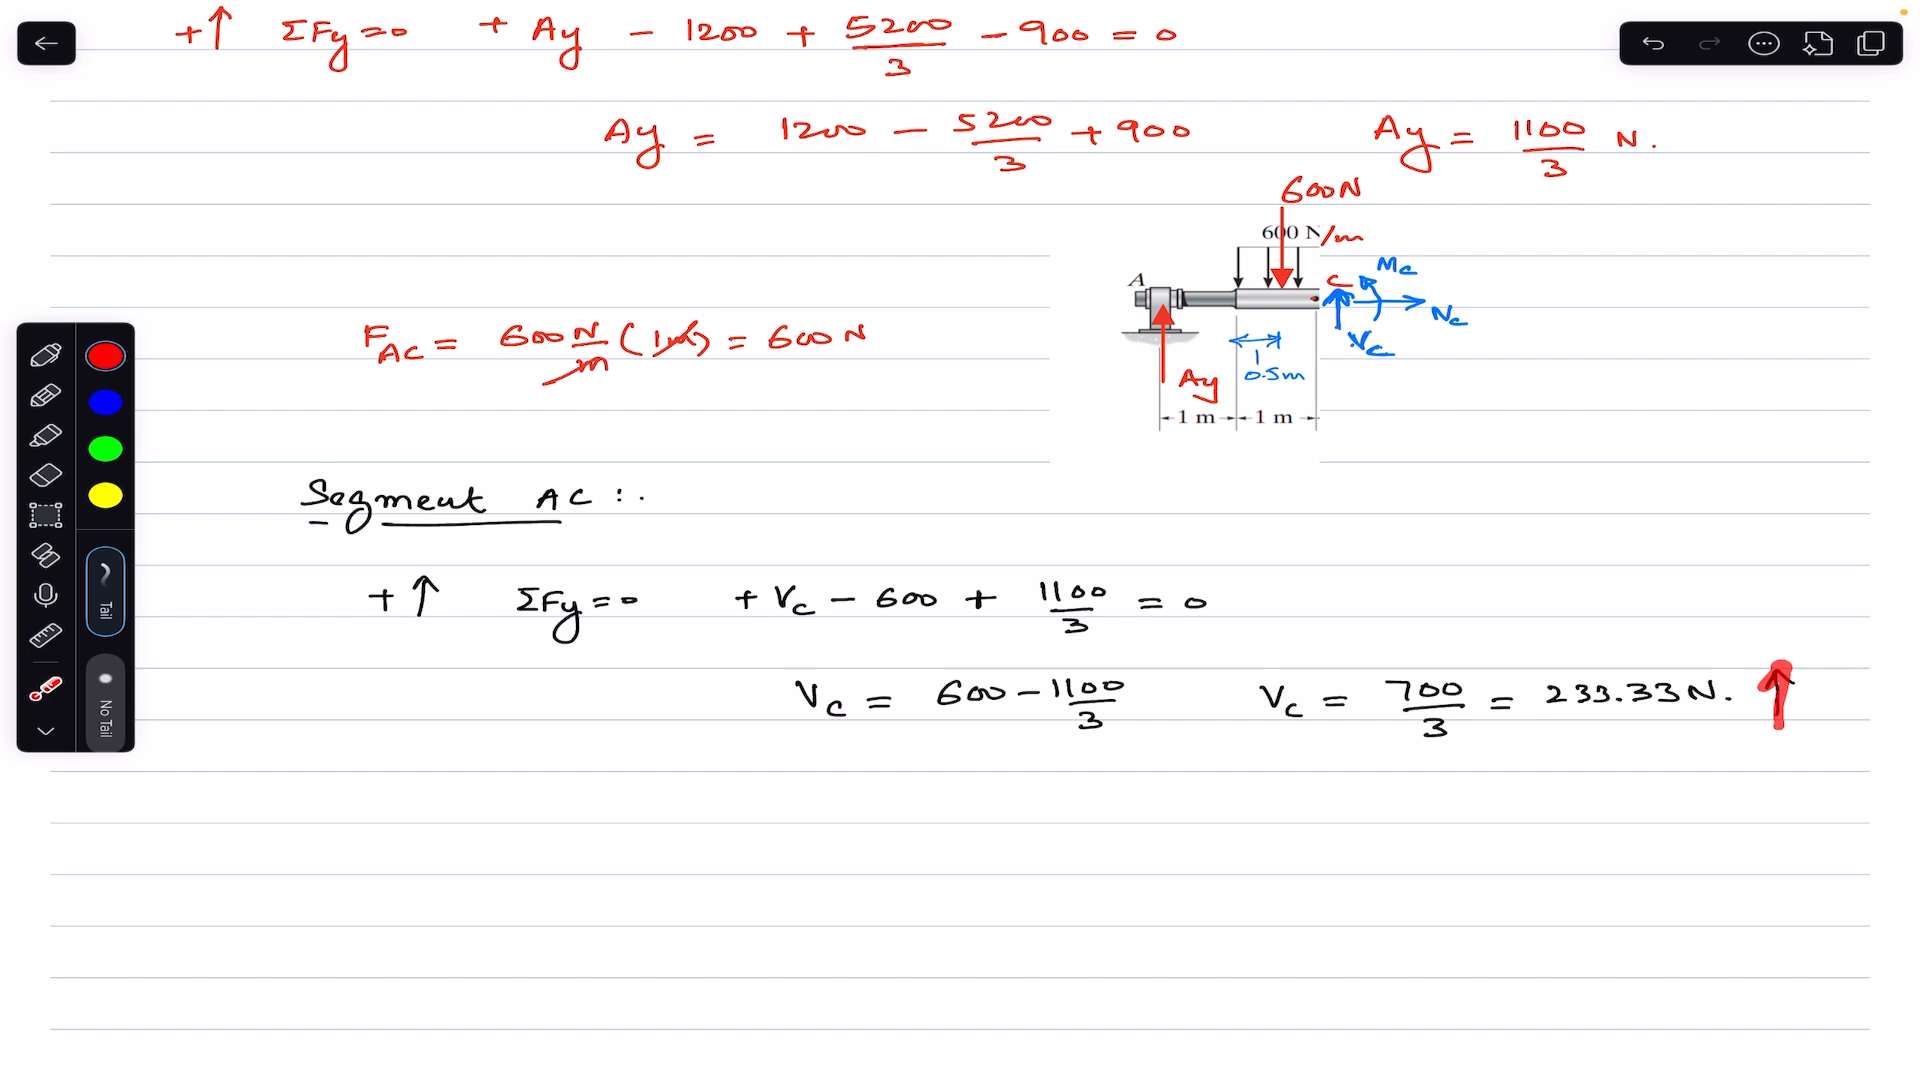 +↑ ΣFy=0 + Ay - 1200 + 5200/3 - 900 = 0
Ay = 1200 - 5200/3 + 900 Ay = 1100/3 N.
600N
600 N/m
A
C
Mc
Nc
Vc
F_AC = 600 N/m (1m) = 600 N
Ay
0.5m
1 m 1 m
Segment AC :.
+↑ ΣFy=0 + Vc - 600 + 1100/3 = 0
Vc = 600 - 1100/3 Vc = 700/3 = 233.33N. ↑
Tail
No Tail